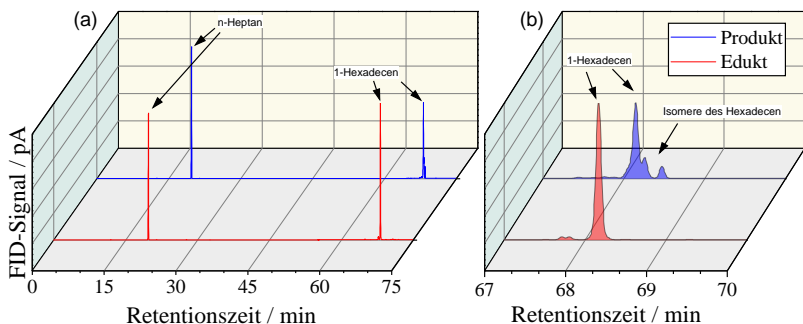 (a)
n-Heptan
1-Hexadecen
FID-Signal / pA
0
15
30
45
60
75
Retentionszeit / min
(b)
Produkt
Edukt
1-Hexadecen
Isomere des Hexadecen
67
68
69
70
Retentionszeit / min